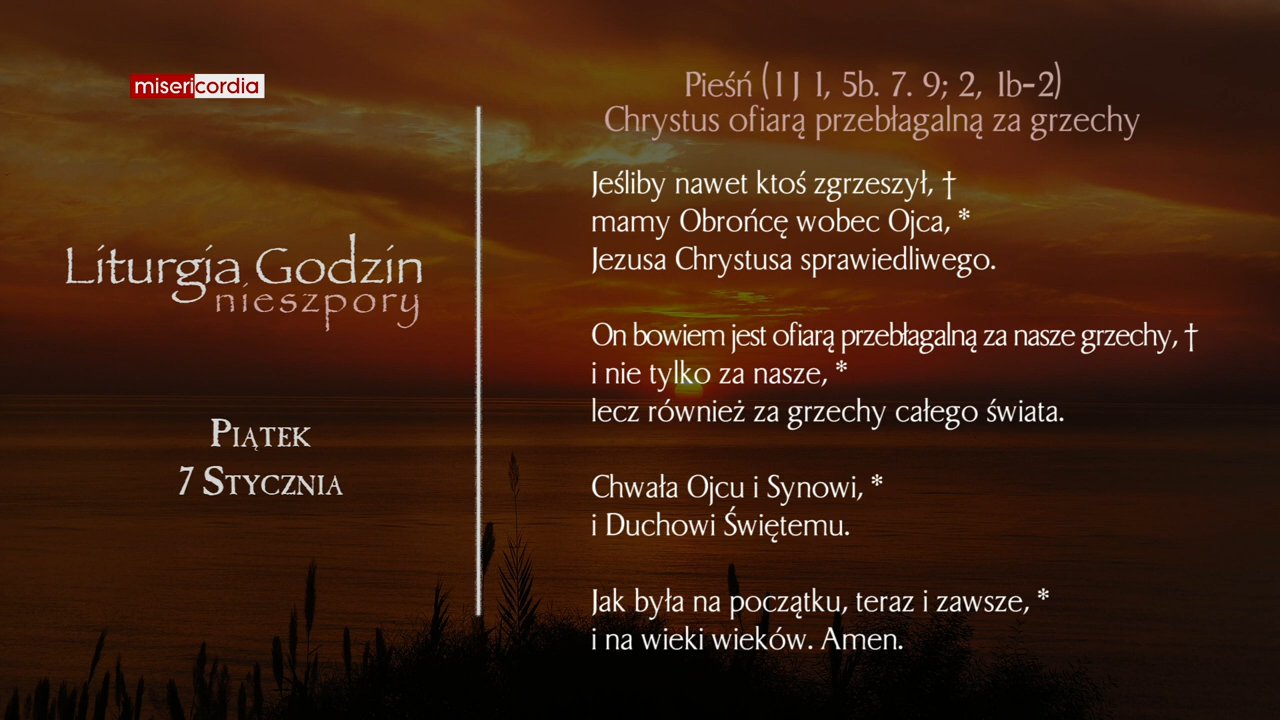 misericordia
Liturgia Godzin
nieszpory
Piątek
7 Stycznia
Pieśń (1 J 1, 5b. 7. 9; 2, 1b-2)
Chrystus ofiarą przebłagalną za grzechy
Jeśliby nawet ktoś zgrzeszył, †
mamy Obrońcę wobec Ojca, *
Jezusa Chrystusa sprawiedliwego.
On bowiem jest ofiarą przebłagalną za nasze grzechy, †
i nie tylko za nasze, *
lecz również za grzechy całego świata.
Chwała Ojcu i Synowi, *
i Duchowi Świętemu.
Jak była na początku, teraz i zawsze, *
i na wieki wieków. Amen.